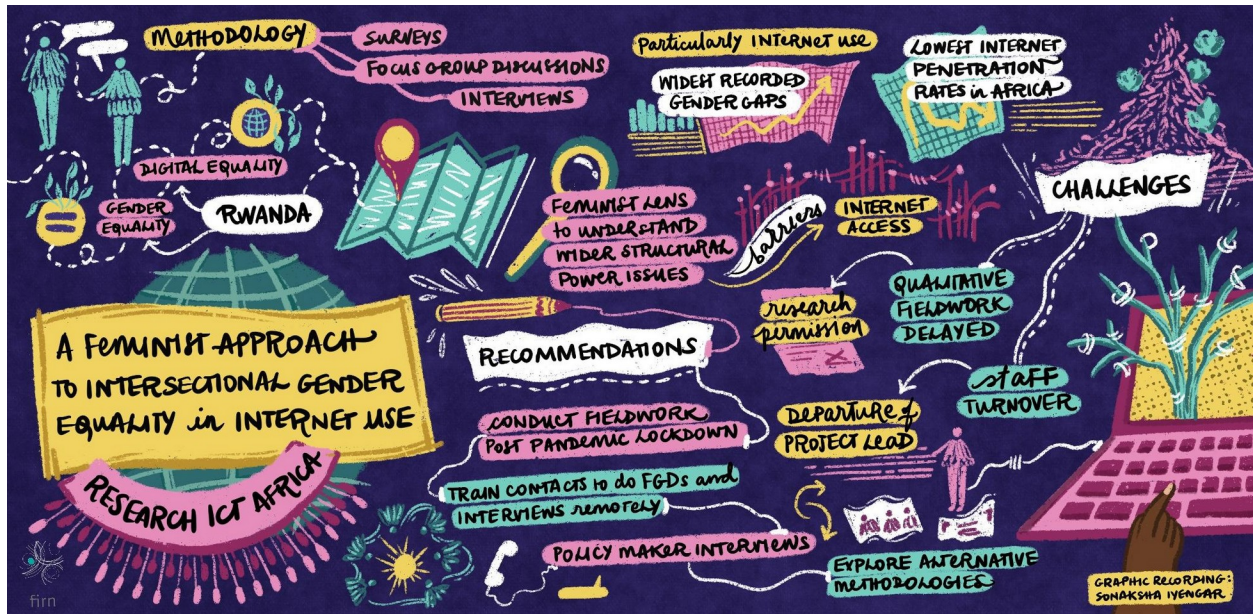 METHODOLOGY
SURVEYS
FOCUS GROUP DISCUSSIONS
INTERVIEWS
DIGITAL EQUALITY
GENDER
EQUALITY
RWANDA
Particularly INTERNET USE
WIDEST RECORDED
GENDER GAPS
LOWEST INTERNET
PENETRATION
RATES in AFRICA
FEMINIST LENS
to UNDERSTAND
WIDER STRUCTURAL
POWER ISSUES
barriers
INTERNET
ACCESS
CHALLENGES
QUALITATIVE
FIELDWORK
DELAYED
research
permission
staff
TURNOVER
DEPARTURE of
PROJECT LEAD
A FEMINIST APPROACH
TO INTERSECTIONAL GENDER
EQUALITY in INTERNET USE
RESEARCH ICT AFRICA
RECOMMENDATIONS
CONDUCT FIELDWORK
POST PANDEMIC LOCKDOWN
TRAIN CONTACTS to do FGDs and
INTERVIEWS remotely
POLICY MAKER INTERVIEWS
EXPLORE ALTERNATIVE
METHODOLOGIES
firn
GRAPHIC RECORDING:
SONAKSHA IYENGAR